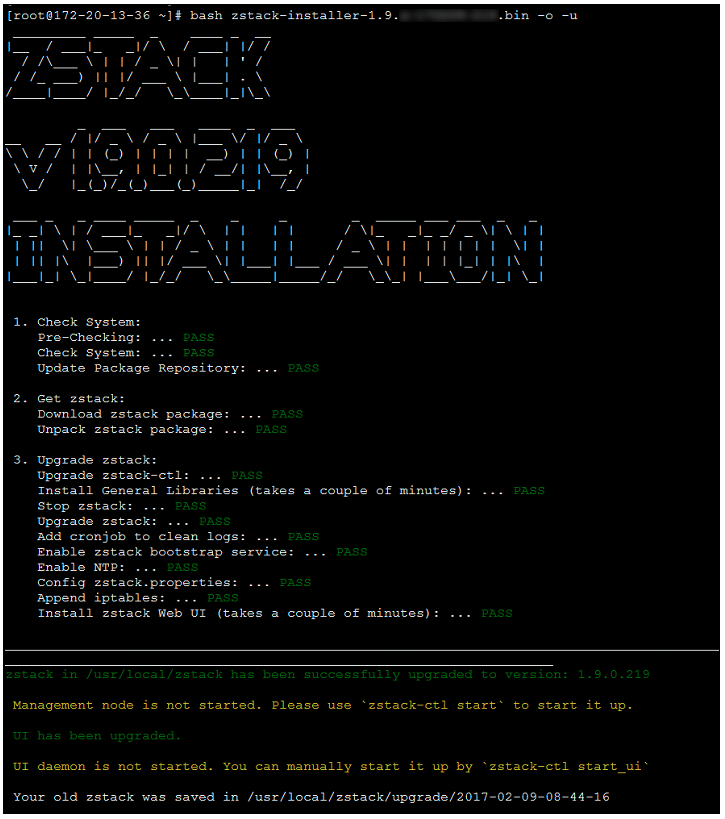 [root@172-20-13-36 ~]# bash zstack-installer-1.9. .bin -o -u
ZSTACK
v 1.9.0.219
INSTALLATION
1. Check System:
Pre-Checking: ... PASS
Check System: ... PASS
Update Package Repository: ... PASS
2. Get zstack:
Download zstack package: ... PASS
Unpack zstack package: ... PASS
3. Upgrade zstack:
Upgrade zstack-ctl: ... PASS
Install General Libraries (takes a couple of minutes): ... PASS
Stop zstack: ... PASS
Upgrade zstack: ... PASS
Add cronjob to clean logs: ... PASS
Enable zstack bootstrap service: ... PASS
Enable NTP: ... PASS
Config zstack.properties: ... PASS
Append iptables: ... PASS
Install zstack Web UI (takes a couple of minutes): ... PASS
zstack in /usr/local/zstack has been successfully upgraded to version: 1.9.0.219
Management node is not started. Please use `zstack-ctl start` to start it up.
UI has been upgraded.
UI daemon is not started. You can manually start it up by `zstack-ctl start_ui`
Your old zstack was saved in /usr/local/zstack/upgrade/2017-02-09-08-44-16